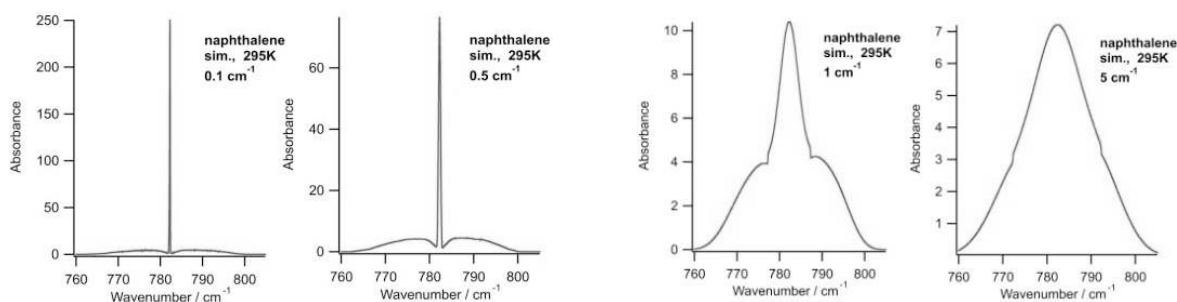 250
200
150
100
50
0
Absorbance
760 770 780 790 800
Wavenumber / cm-1
naphthalene
sim., 295K
0.1 cm-1
60
40
20
0
Absorbance
760 770 780 790 800
Wavenumber / cm-1
naphthalene
sim., 295K
0.5 cm-1
10
8
6
4
2
0
Absorbance
760 770 780 790 800
Wavenumber / cm-1
naphthalene
sim., 295K
1 cm-1
7
6
5
4
3
2
1
Absorbance
760 770 780 790 800
Wavenumber / cm-1
naphthalene
sim., 295K
5 cm-1